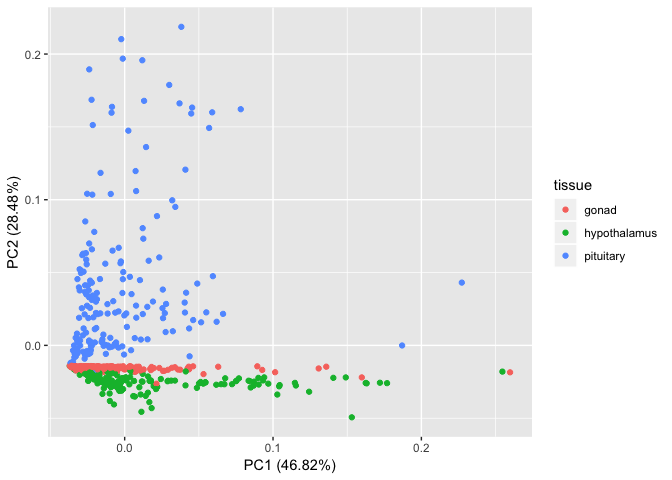 0.2
0.1
0.0
PC2 (28.48%)
0.0
0.1
0.2
PC1 (46.82%)
tissue
gonad
hypothalamus
pituitary